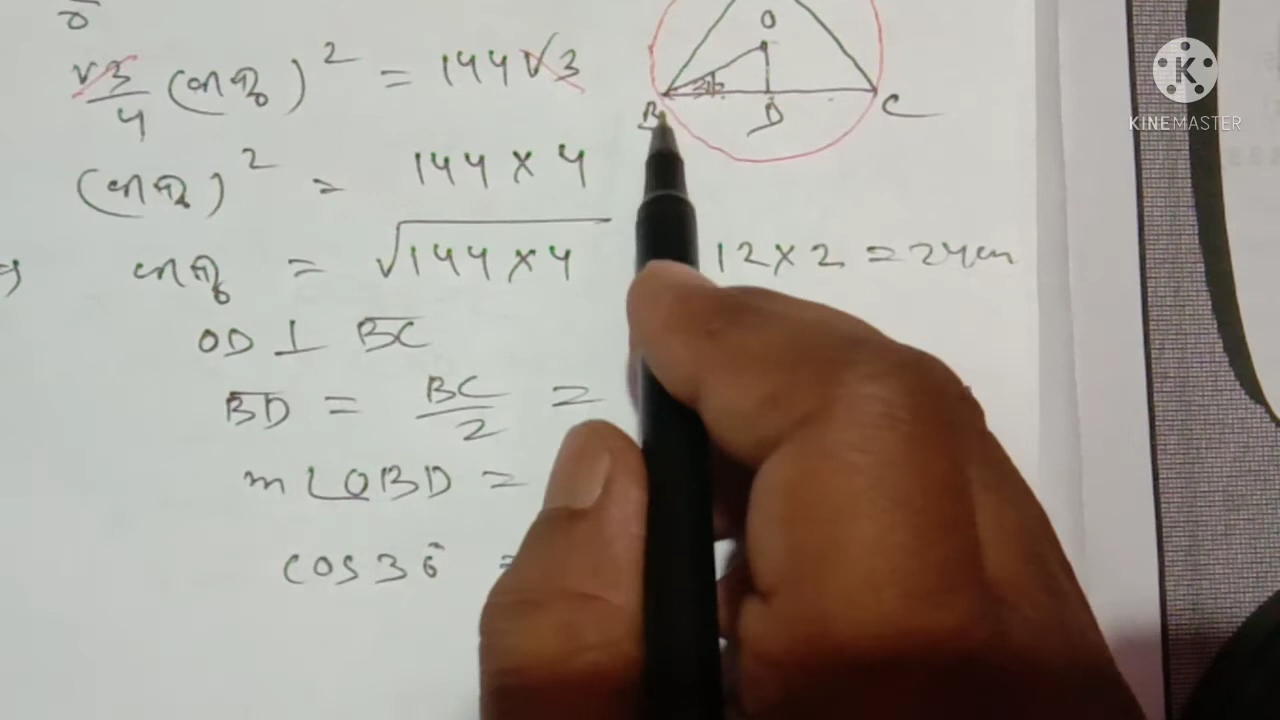 √3/4 (ବାହୁ)² = 144√3
(ବାହୁ)² = 144 × 4
ବାହୁ = √144 × 4 12 × 2 = 24cm
OD ⊥ BC
BD = BC/2 =
m∠OBD =
cos 30° =
O
30°
B D C
KINEMASTER